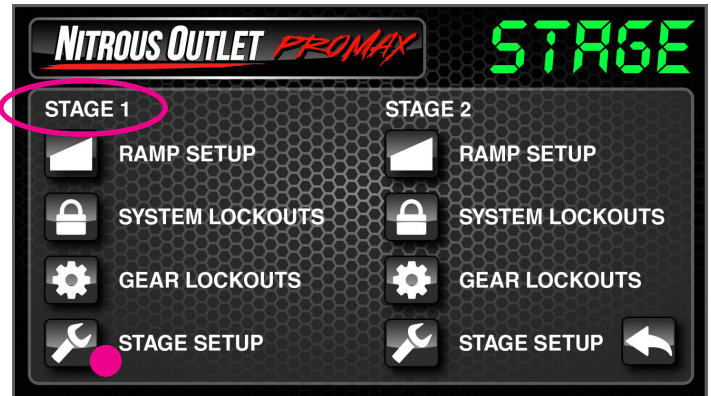 NITROUS OUTLET PROMAX
STAGE
STAGE 1
RAMP SETUP
SYSTEM LOCKOUTS
GEAR LOCKOUTS
STAGE SETUP
STAGE 2
RAMP SETUP
SYSTEM LOCKOUTS
GEAR LOCKOUTS
STAGE SETUP